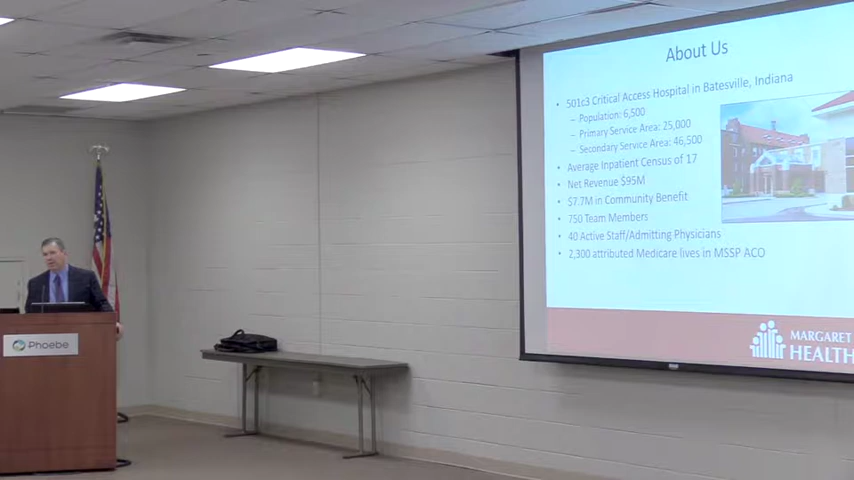 About Us
• 501c3 Critical Access Hospital in Batesville, Indiana
– Population: 6,500
– Primary Service Area: 25,000
– Secondary Service Area: 46,500
• Average Inpatient Census of 17
• Net Revenue $95M
• $7.7M in Community Benefit
• 750 Team Members
• 40 Active Staff/Admitting Physicians
• 2,300 attributed Medicare lives in MSSP ACO
MARGARET
HEALTH
Phoebe